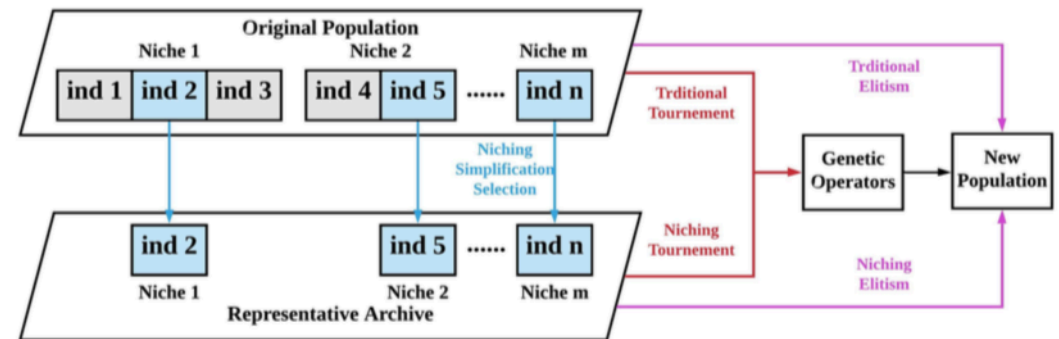 Original Population
Niche 1
Niche 2
Niche m
ind 1 ind 2 ind 3
ind 4 ind 5 ...... ind n
Niching
Simplification
Selection
Trditional
Elitism
Trditional
Tournement
Genetic
Operators
New
Population
Niching
Tournement
Niching
Elitism
ind 2 ind 5 ...... ind n
Niche 1
Niche 2
Niche m
Representative Archive